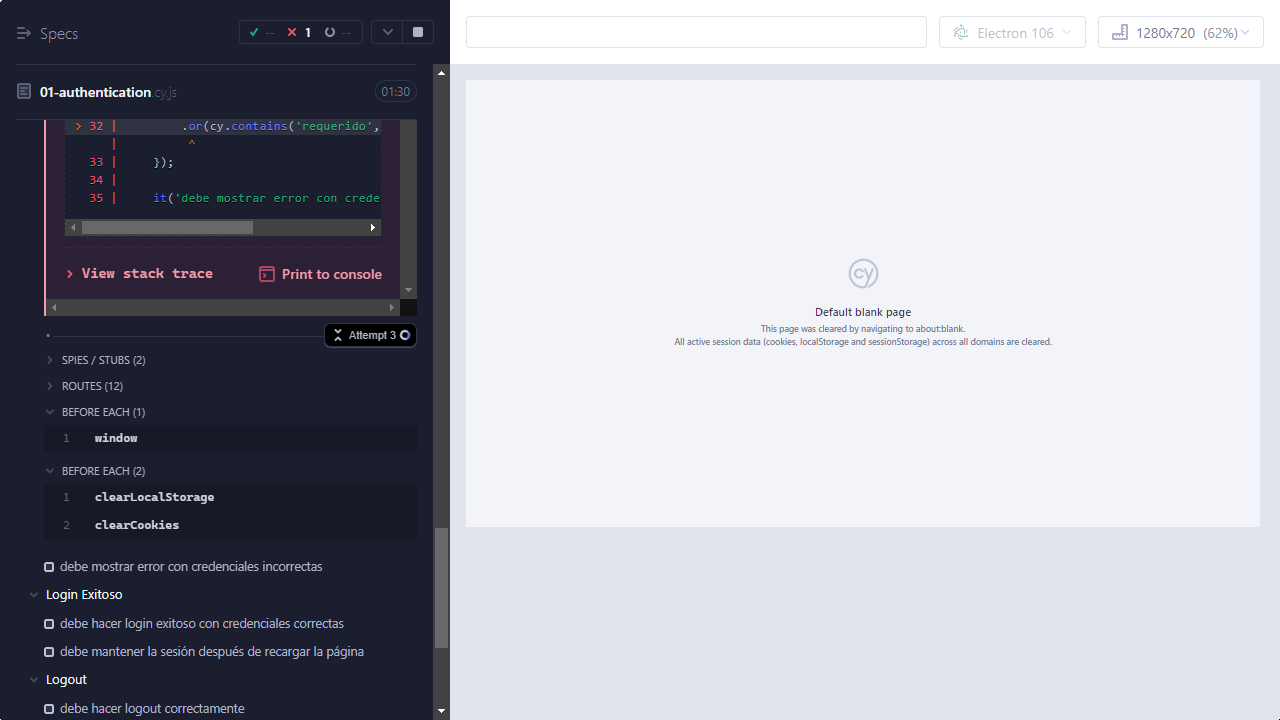 Specs
-- 1 --
Electron 106
1280x720 (62%)
01-authentication.cy.js
01:30
> 32 | .or(cy.contains('requerido',
| ^
33 | });
34 |
35 | it('debe mostrar error con crede
View stack trace
Print to console
Attempt 3
SPIES / STUBS (2)
ROUTES (12)
BEFORE EACH (1)
1 window
BEFORE EACH (2)
1 clearLocalStorage
2 clearCookies
debe mostrar error con credenciales incorrectas
Login Exitoso
debe hacer login exitoso con credenciales correctas
debe mantener la sesión después de recargar la página
Logout
debe hacer logout correctamente
cy
Default blank page
This page was cleared by navigating to about:blank.
All active session data (cookies, localStorage and sessionStorage) across all domains are cleared.